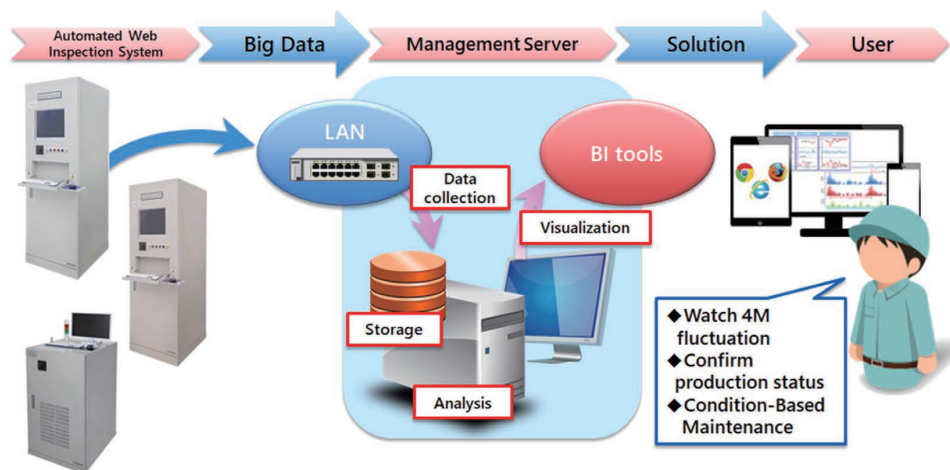 Automated Web
Inspection System
Big Data
Management Server
Solution
User
LAN
BI tools
Data
collection
Visualization
Storage
Analysis
◆Watch 4M
fluctuation
◆Confirm
production status
◆Condition-Based
Maintenance